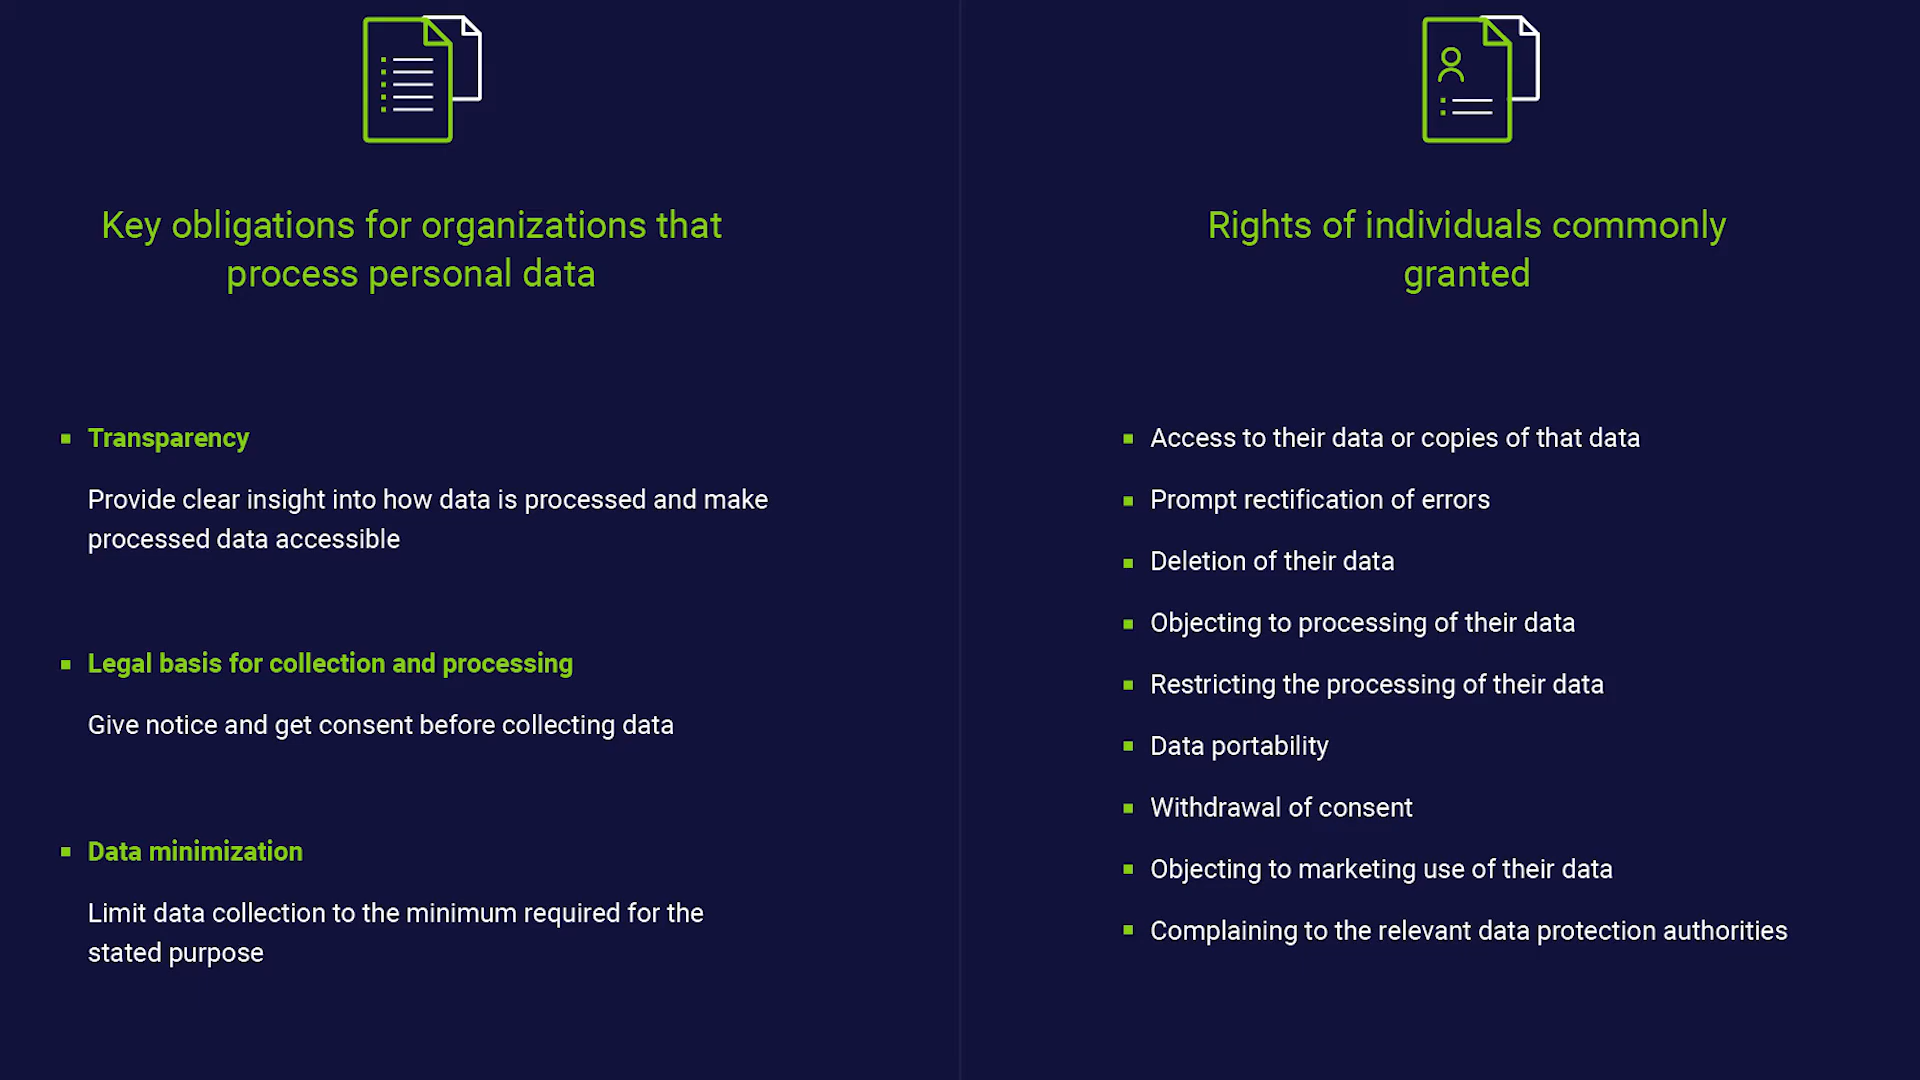 Key obligations for organizations that
process personal data
Transparency
Provide clear insight into how data is processed and make
processed data accessible
Legal basis for collection and processing
Give notice and get consent before collecting data
Data minimization
Limit data collection to the minimum required for the
stated purpose
Rights of individuals commonly
granted
Access to their data or copies of that data
Prompt rectification of errors
Deletion of their data
Objecting to processing of their data
Restricting the processing of their data
Data portability
Withdrawal of consent
Objecting to marketing use of their data
Complaining to the relevant data protection authorities